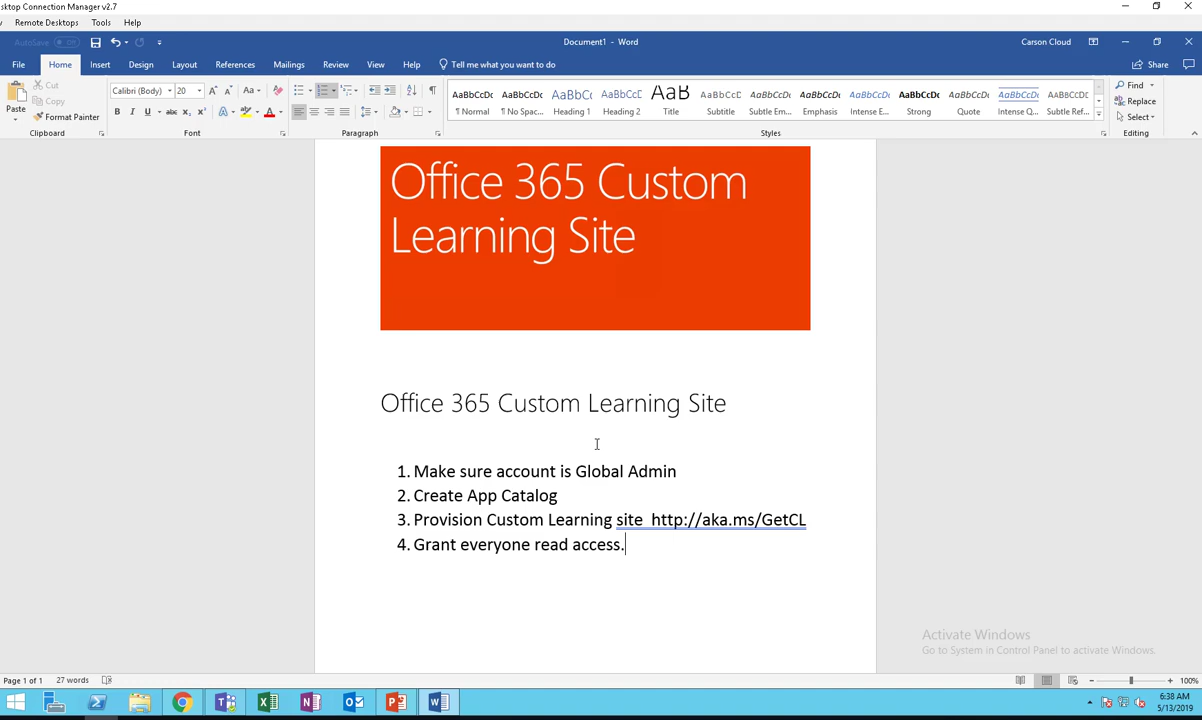 sktop Connection Manager v2.7
Remote Desktops Tools Help
AutoSave Off
Document1 - Word
Carson Cloud
File Home Insert Design Layout References Mailings Review View Help Tell me what you want to do
Share
Paste
Cut
Copy
Format Painter
Clipboard
Calibri (Body) 20
Font
Paragraph
AaBbCcDc AaBbCcDc AaBbCc AaBbCcD AaB AaBbCcD AaBbCcDc AaBbCcDc AaBbCcDc AaBbCcDc AaBbCcDc AaBbCcDc AaBbCcDc
¶ Normal ¶ No Spac... Heading 1 Heading 2 Title Subtitle Subtle Em... Emphasis Intense E... Strong Quote Intense Q... Subtle Ref...
Styles
Find
Replace
Select
Editing
Office 365 Custom
Learning Site
Office 365 Custom Learning Site
1. Make sure account is Global Admin
2. Create App Catalog
3. Provision Custom Learning site  http://aka.ms/GetCL
4. Grant everyone read access.
Activate Windows
Go to System in Control Panel to activate Windows.
Page 1 of 1 27 words
100%
6:38 AM
5/13/2019